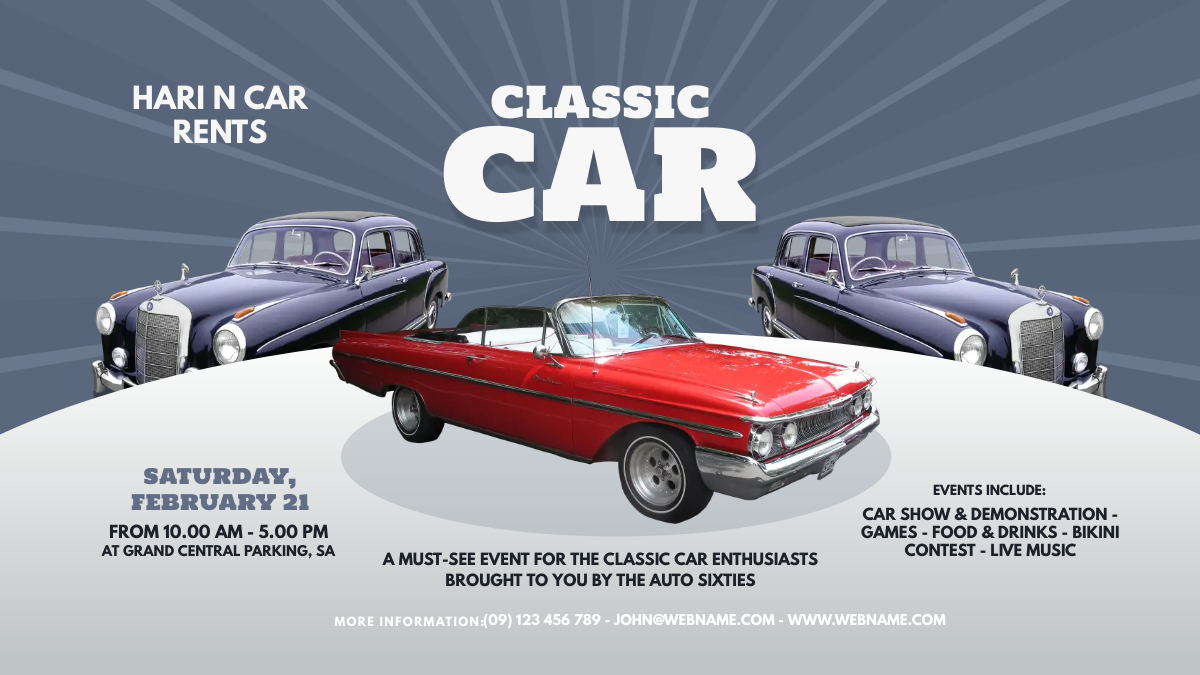 HARI N CAR
RENTS
CLASSIC
CAR
SATURDAY,
FEBRUARY 21
FROM 10.00 AM - 5.00 PM
AT GRAND CENTRAL PARKING, SA
A MUST-SEE EVENT FOR THE CLASSIC CAR ENTHUSIASTS
BROUGHT TO YOU BY THE AUTO SIXTIES
EVENTS INCLUDE:
CAR SHOW & DEMONSTRATION -
GAMES - FOOD & DRINKS - BIKINI
CONTEST - LIVE MUSIC
MORE INFORMATION:(09) 123 456 789 - JOHN@WEBNAME.COM - WWW.WEBNAME.COM